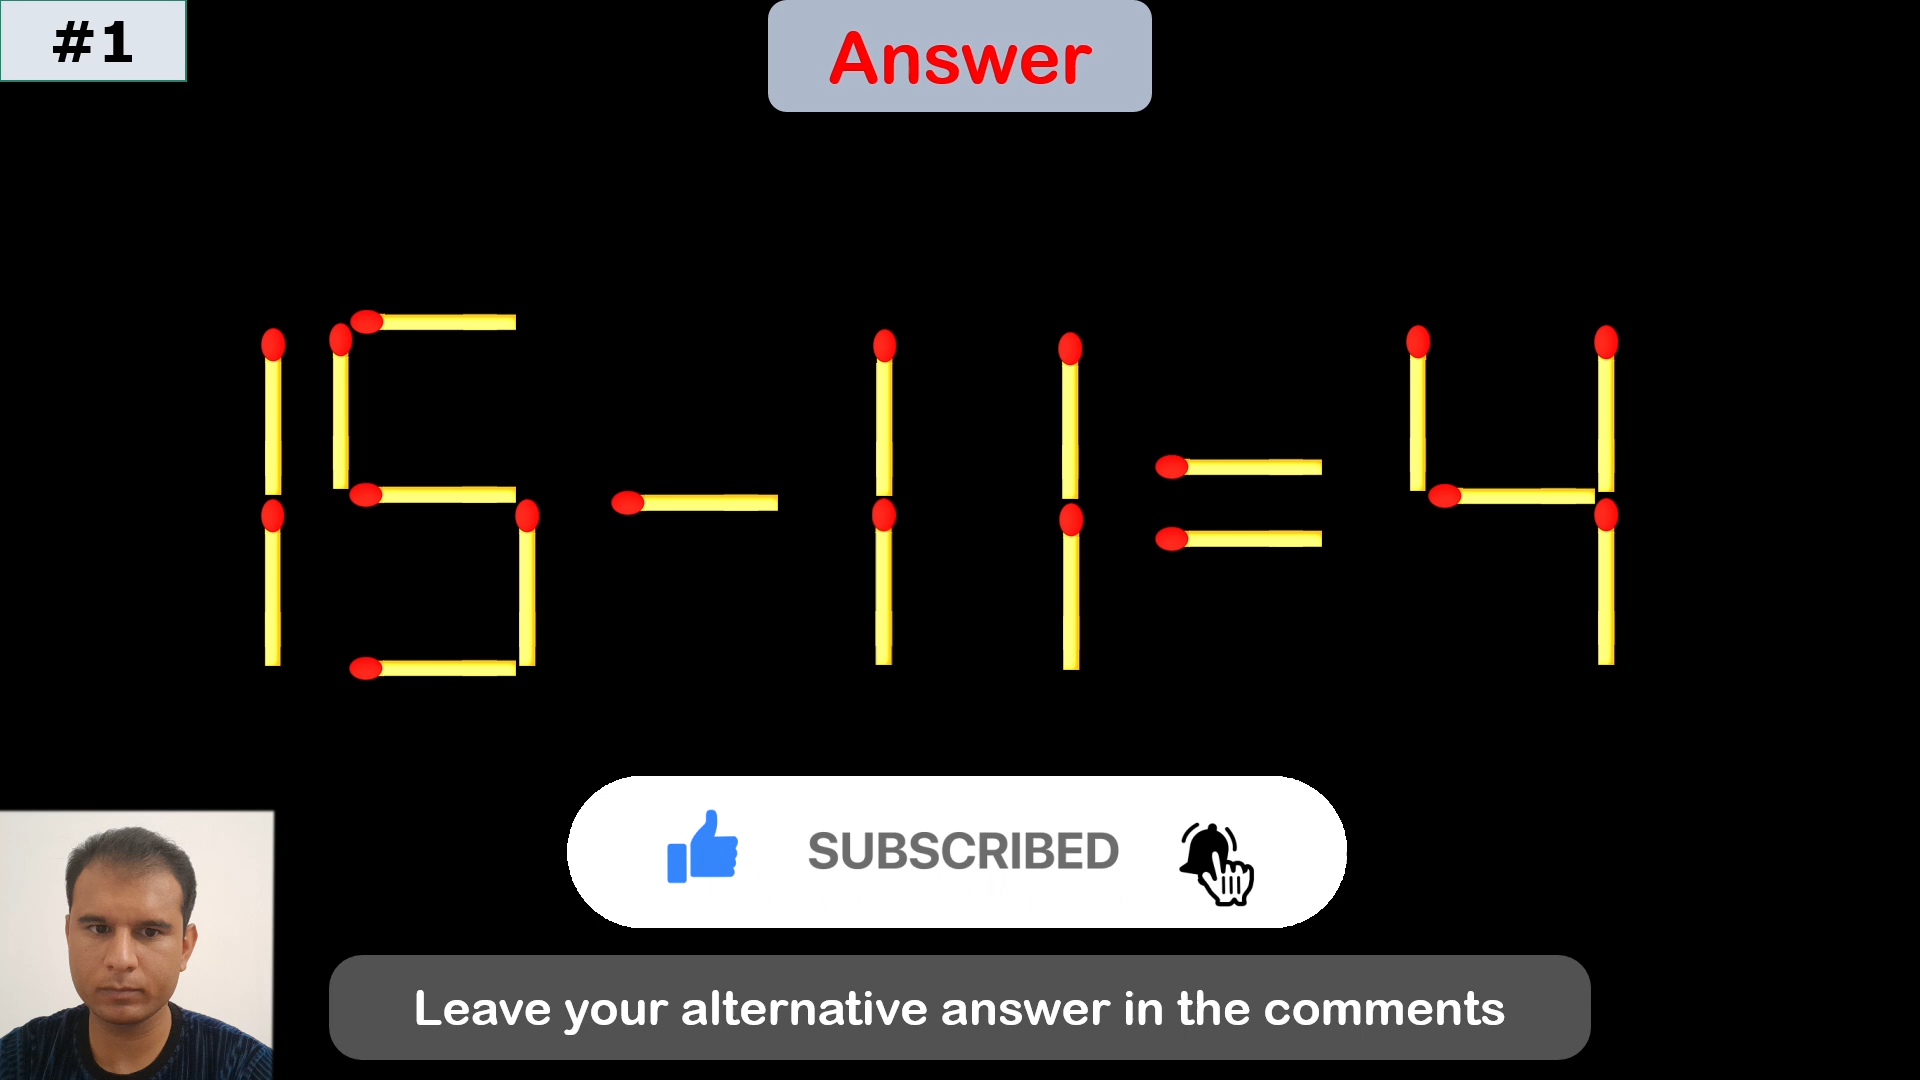 #1
Answer
15-11=4
SUBSCRIBED
Leave your alternative answer in the comments